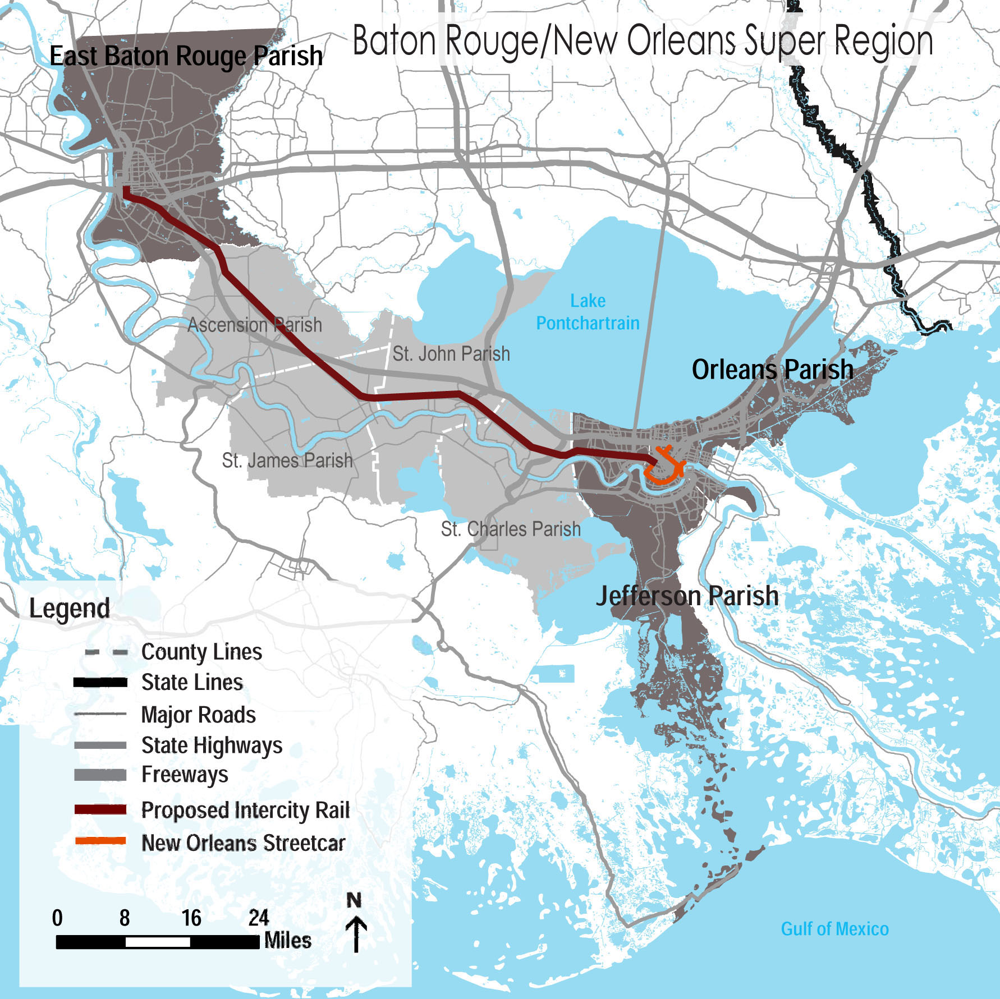 Baton Rouge/New Orleans Super Region
East Baton Rouge Parish
Lake
Pontchartrain
Ascension Parish
St. John Parish
Orleans Parish
St. James Parish
St. Charles Parish
Jefferson Parish
Legend
County Lines
State Lines
Major Roads
State Highways
Freeways
Proposed Intercity Rail
New Orleans Streetcar
N
0 8 16 24
Miles
Gulf of Mexico